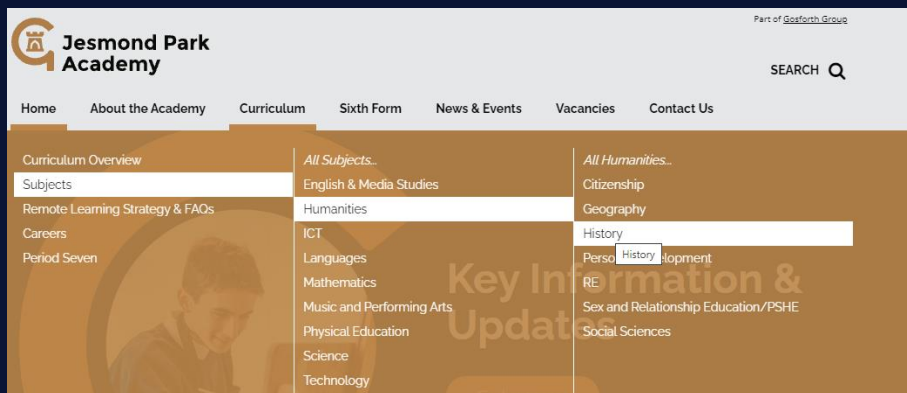 Part of Gosforth Group
Jesmond Park
Academy
SEARCH
Home About the Academy Curriculum Sixth Form News & Events Vacancies Contact Us
Curriculum Overview
Subjects
Remote Learning Strategy & FAQs
Careers
Period Seven
All Subjects...
English & Media Studies
Humanities
ICT
Languages
Mathematics
Music and Performing Arts
Physical Education
Science
Technology
All Humanities...
Citizenship
Geography
History
History
RE
Sex and Relationship Education/PSHE
Social Sciences
Key Information &
Updates